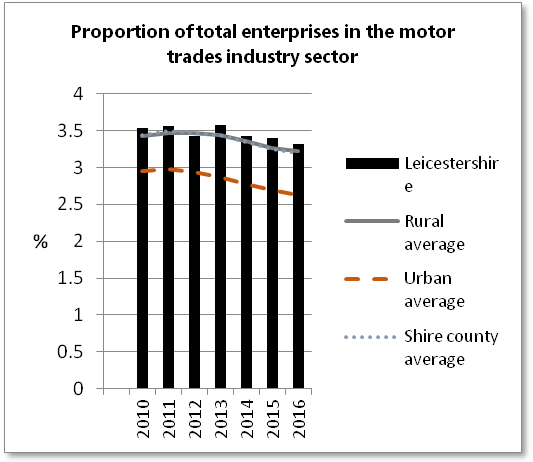 Proportion of total enterprises in the motor
trades industry sector
4
3.5
3
2.5
2
1.5
1
0.5
0
%
2010
2011
2012
2013
2014
2015
2016
Leicestershir
e
Rural
average
Urban
average
Shire county
average